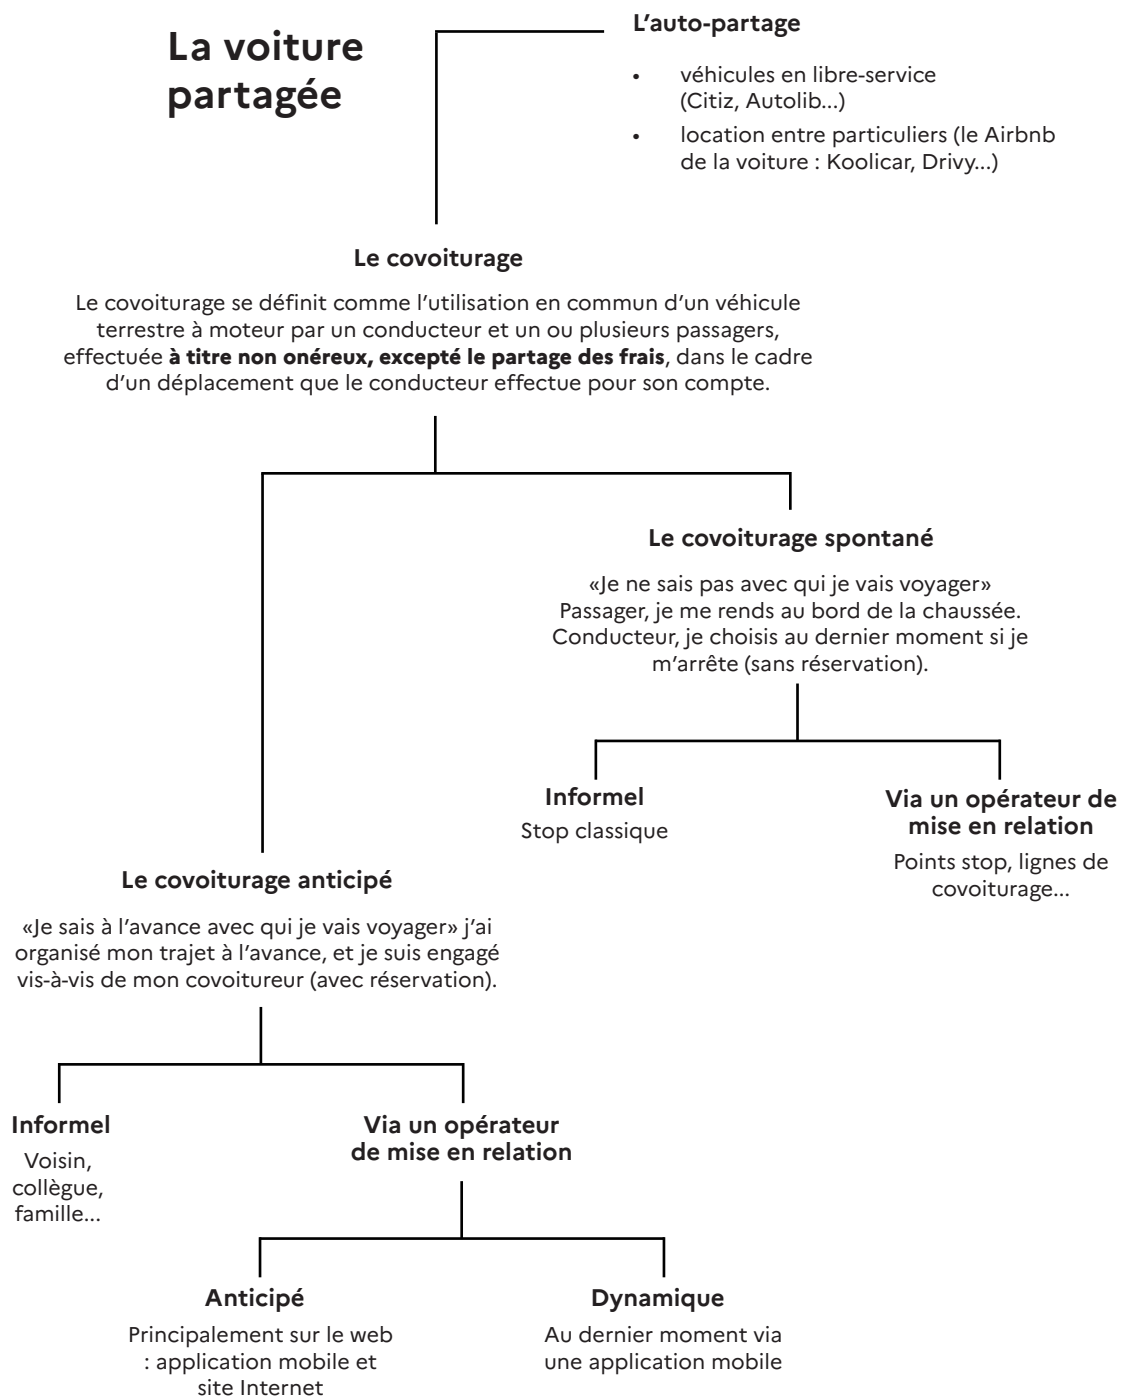 La voiture
partagée
L'auto-partage
• véhicules en libre-service
(Citiz, Autolib...)
• location entre particuliers (le Airbnb
de la voiture : Koolicar, Drivy...)
Le covoiturage
Le covoiturage se définit comme l'utilisation en commun d'un véhicule
terrestre à moteur par un conducteur et un ou plusieurs passagers,
effectuée à titre non onéreux, excepté le partage des frais, dans le cadre
d'un déplacement que le conducteur effectue pour son compte.
Le covoiturage spontané
«Je ne sais pas avec qui je vais voyager»
Passager, je me rends au bord de la chaussée.
Conducteur, je choisis au dernier moment si je
m'arrête (sans réservation).
Informel
Stop classique
Via un opérateur de
mise en relation
Points stop, lignes de
covoiturage...
Le covoiturage anticipé
«Je sais à l'avance avec qui je vais voyager» j'ai
organisé mon trajet à l'avance, et je suis engagé
vis-à-vis de mon covoitureur (avec réservation).
Informel
Voisin,
collègue,
famille...
Via un opérateur
de mise en relation
Anticipé
Principalement sur le web
: application mobile et
site Internet
Dynamique
Au dernier moment via
une application mobile